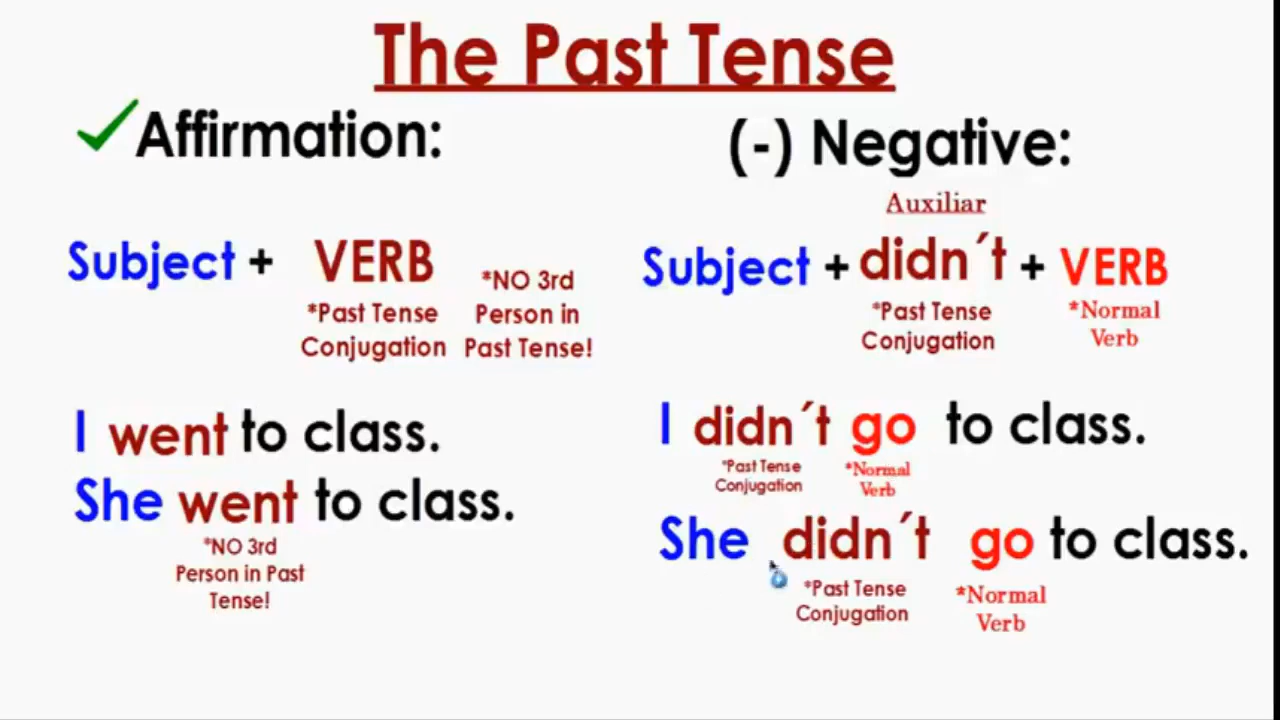 The Past Tense
Affirmation:
Subject + VERB
*Past Tense
Conjugation
*NO 3rd
Person in
Past Tense!
I went to class.
She went to class.
*NO 3rd
Person in Past
Tense!
(-) Negative:
Auxiliar
Subject + didn´t + VERB
*Past Tense
Conjugation
*Normal
Verb
I didn´t go to class.
*Past Tense
Conjugation
*Normal
Verb
She didn´t go to class.
*Past Tense
Conjugation
*Normal
Verb